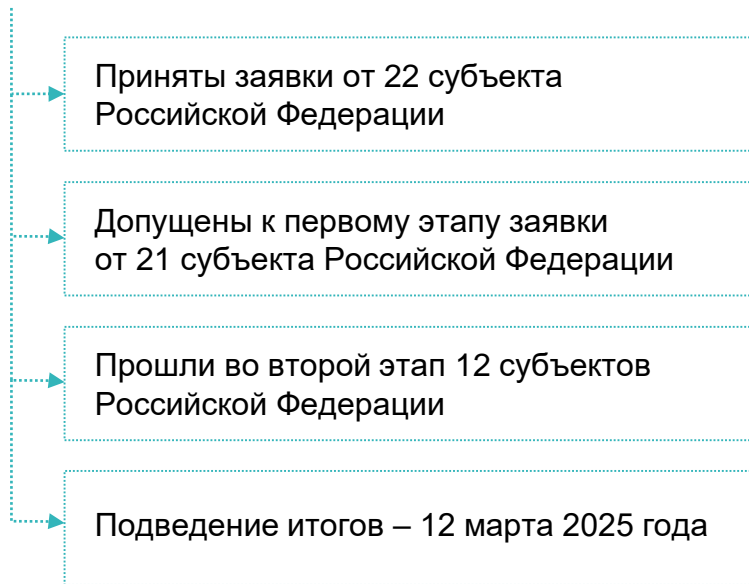 Приняты заявки от 22 субъекта
Российской Федерации
Допущены к первому этапу заявки
от 21 субъекта Российской Федерации
Прошли во второй этап 12 субъектов
Российской Федерации
Подведение итогов – 12 марта 2025 года